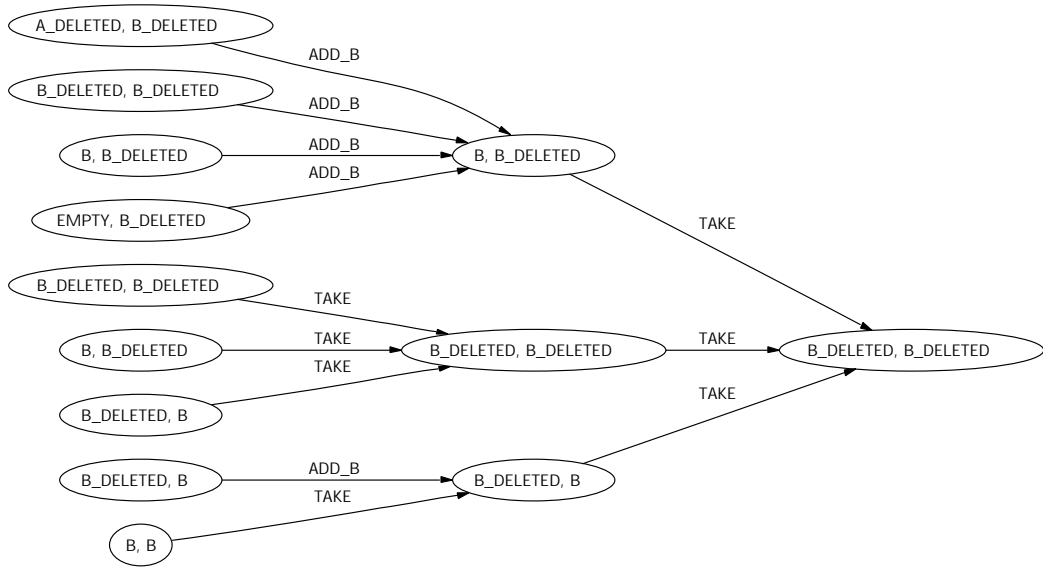 A_DELETED, B_DELETED
ADD_B
B_DELETED, B_DELETED
ADD_B
B, B_DELETED
ADD_B
B, B_DELETED
ADD_B
EMPTY, B_DELETED
TAKE
B_DELETED, B_DELETED
TAKE
B, B_DELETED
TAKE
B_DELETED, B_DELETED
TAKE
B_DELETED, B_DELETED
TAKE
B_DELETED, B
TAKE
B_DELETED, B
ADD_B
B_DELETED, B
TAKE
B, B